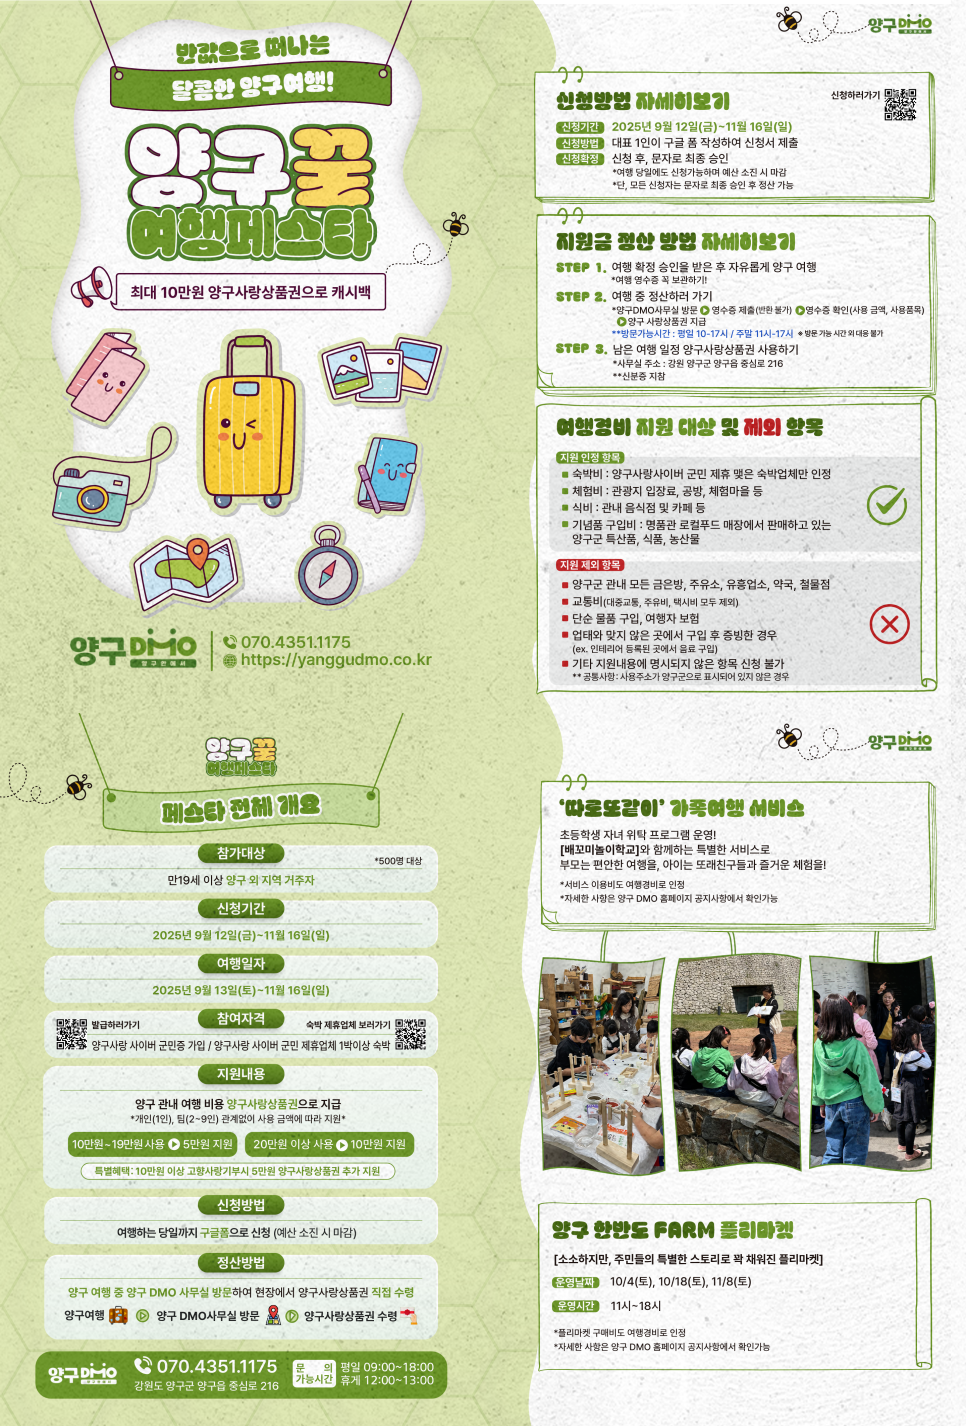 반값으로 떠나는
달콤한 양구여행!
양구꿀
여행페스타
최대 10만원 양구사랑상품권으로 캐시백
양구DMO
양구한에서
070.4351.1175
https://yanggudmo.co.kr
양구DMO
신청방법 자세히보기
신청하러가기
신청기간 2025년 9월 12일(금)~11월 16일(일)
신청방법 대표 1인이 구글 폼 작성하여 신청서 제출
신청확정 신청 후, 문자로 최종 승인
*여행 당일에도 신청가능하며 예산 소진 시 마감
*단, 모든 신청자는 문자로 최종 승인 후 정산 가능
지원금 정산 방법 자세히보기
STEP 1. 여행 확정 승인을 받은 후 자유롭게 양구 여행
*여행 영수증 꼭 보관하기!
STEP 2. 여행 중 정산하러 가기
*양구DMO사무실 방문 영수증 제출(반환 불가) 영수증 확인(사용 금액, 사용품목)
양구 사랑상품권 지급
**방문가능시간 : 평일 10-17시 / 주말 11시-17시 ※ 방문 가능 시간 외 대응 불가
STEP 3. 남은 여행 일정 양구사랑상품권 사용하기
*사무실 주소 : 강원 양구군 양구읍 중심로 216
**신분증 지참
여행경비 지원 대상 및 제외 항목
지원 인정 항목
숙박비 : 양구사랑사이버 군민 제휴 맺은 숙박업체만 인정
체험비 : 관광지 입장료, 공방, 체험마을 등
식비 : 관내 음식점 및 카페 등
기념품 구입비 : 명품관 로컬푸드 매장에서 판매하고 있는
양구군 특산품, 식품, 농산물
지원 제외 항목
양구군 관내 모든 금은방, 주유소, 유흥업소, 약국, 철물점
교통비(대중교통, 주유비, 택시비 모두 제외)
단순 물품 구입, 여행자 보험
업태와 맞지 않은 곳에서 구입 후 증빙한 경우
(ex. 인테리어 등록된 곳에서 음료 구입)
기타 지원내용에 명시되지 않은 항목 신청 불가
** 공통사항 : 사용주소가 양구군으로 표시되어 있지 않은 경우
양구꿀
여행페스타
페스타 전체 개요
참가대상
*500명 대상
만19세 이상 양구 외 지역 거주자
신청기간
2025년 9월 12일(금)~11월 16일(일)
여행일자
2025년 9월 13일(토)~11월 16일(일)
참여자격
발급하러가기
숙박 제휴업체 보러가기
양구사랑 사이버 군민증 가입 / 양구사랑 사이버 군민 제휴업체 1박이상 숙박
지원내용
양구 관내 여행 비용 양구사랑상품권으로 지급
*개인(1인), 팀(2~9인) 관계없이 사용 금액에 따라 지원*
10만원~19만원 사용 5만원 지원
20만원 이상 사용 10만원 지원
특별혜택: 10만원 이상 고향사랑기부시 5만원 양구사랑상품권 추가 지원
신청방법
여행하는 당일까지 구글폼으로 신청 (예산 소진 시 마감)
정산방법
양구 여행 중 양구 DMO 사무실 방문하여 현장에서 양구사랑상품권 직접 수령
양구여행 양구 DMO사무실 방문 양구사랑상품권 수령
양구DMO
070.4351.1175
강원도 양구군 양구읍 중심로 216
문의
가능시간
평일 09:00~18:00
휴게 12:00~13:00
양구DMO
‘따로또같이’ 가족여행 서비스
초등학생 자녀 위탁 프로그램 운영!
[배꼬미놀이학교]와 함께하는 특별한 서비스로
부모는 편안한 여행을, 아이는 또래친구들과 즐거운 체험을!
*서비스 이용비도 여행경비로 인정
*자세한 사항은 양구 DMO 홈페이지 공지사항에서 확인가능
양구 한반도 FARM 플리마켓
[소소하지만, 주민들의 특별한 스토리로 꽉 채워진 플리마켓]
운영날짜 10/4(토), 10/18(토), 11/8(토)
운영시간 11시~18시
*플리마켓 구매비도 여행경비로 인정
*자세한 사항은 양구 DMO 홈페이지 공지사항에서 확인가능